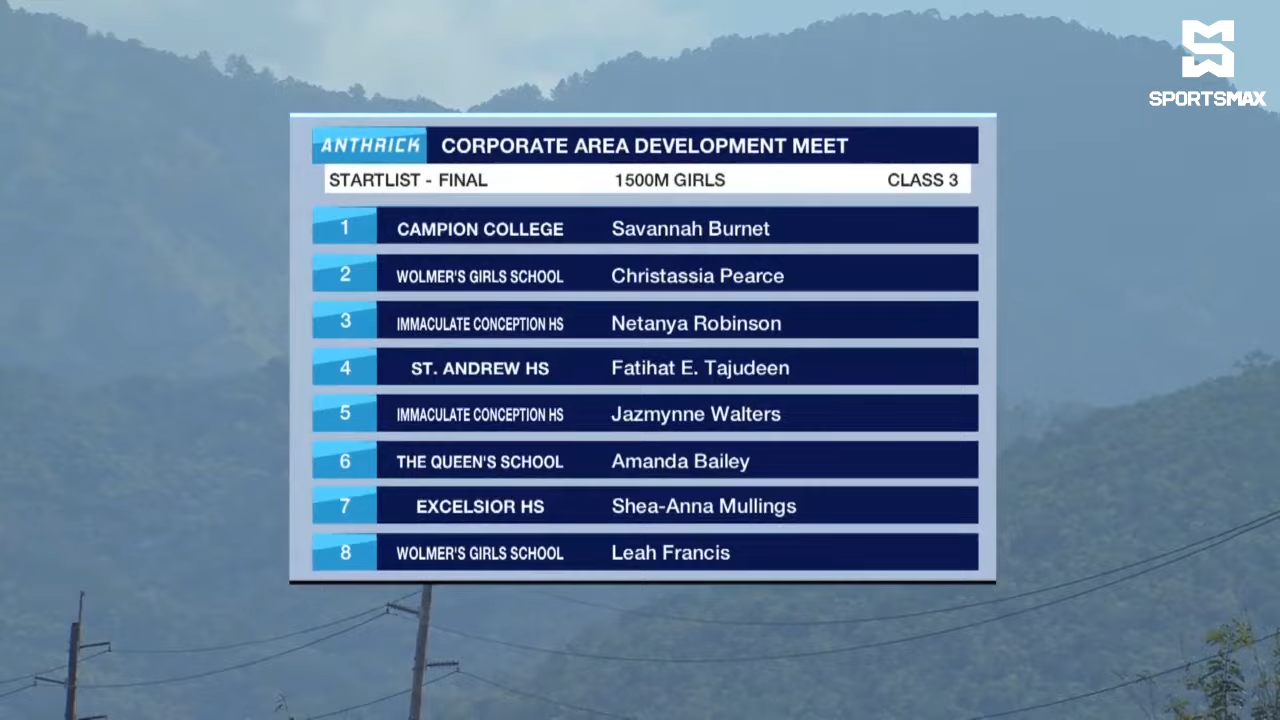 SPORTSMAX
ANTHRICK CORPORATE AREA DEVELOPMENT MEET
STARTLIST - FINAL 1500M GIRLS CLASS 3
1 CAMPION COLLEGE Savannah Burnet
2 WOLMER'S GIRLS SCHOOL Christassia Pearce
3 IMMACULATE CONCEPTION HS Netanya Robinson
4 ST. ANDREW HS Fatihat E. Tajudeen
5 IMMACULATE CONCEPTION HS Jazmynne Walters
6 THE QUEEN'S SCHOOL Amanda Bailey
7 EXCELSIOR HS Shea-Anna Mullings
8 WOLMER'S GIRLS SCHOOL Leah Francis